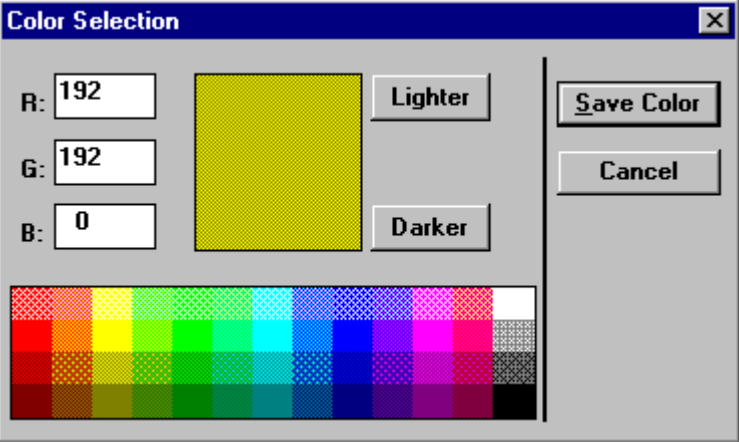 Color Selection
R: 192
Lighter
Save Color
G: 192
Cancel
B: 0
Darker